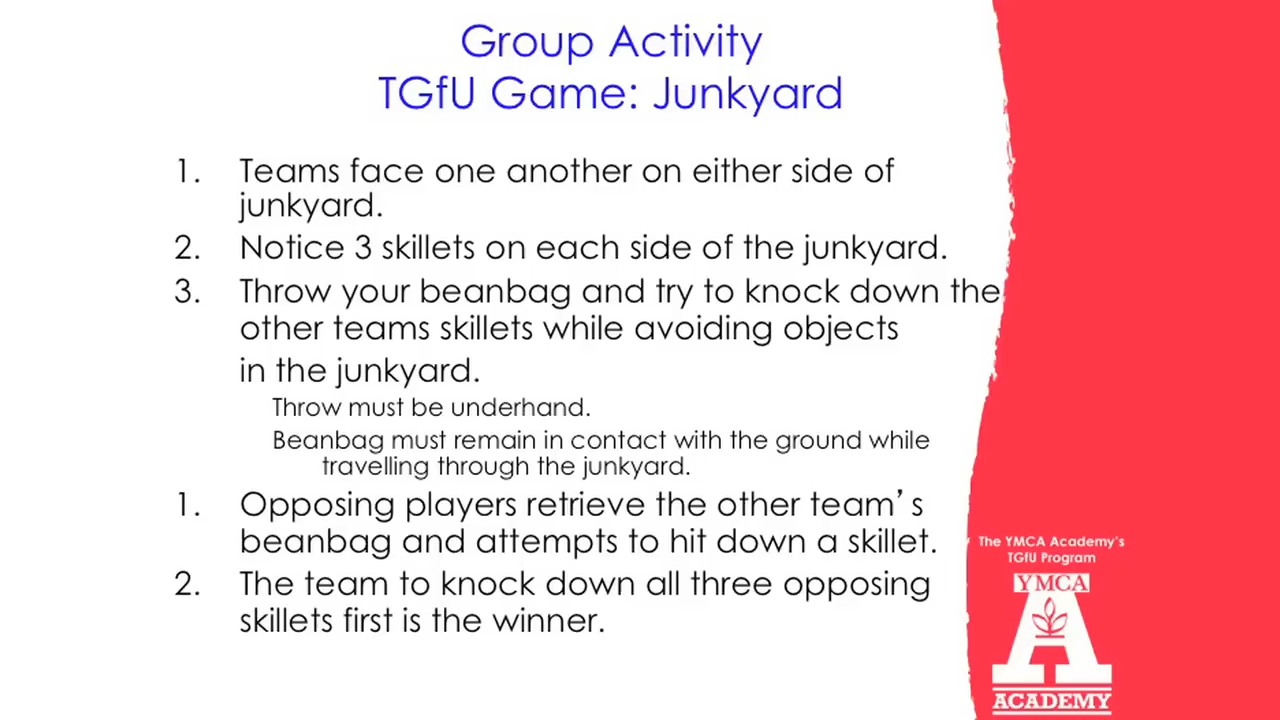 Group Activity
TGfU Game: Junkyard
1. Teams face one another on either side of
junkyard.
2. Notice 3 skillets on each side of the junkyard.
3. Throw your beanbag and try to knock down the
other teams skillets while avoiding objects
in the junkyard.
Throw must be underhand.
Beanbag must remain in contact with the ground while
travelling through the junkyard.
1. Opposing players retrieve the other team’s
beanbag and attempts to hit down a skillet.
2. The team to knock down all three opposing
skillets first is the winner.
The YMCA Academy's
TGfU Program
YMCA
A
ACADEMY